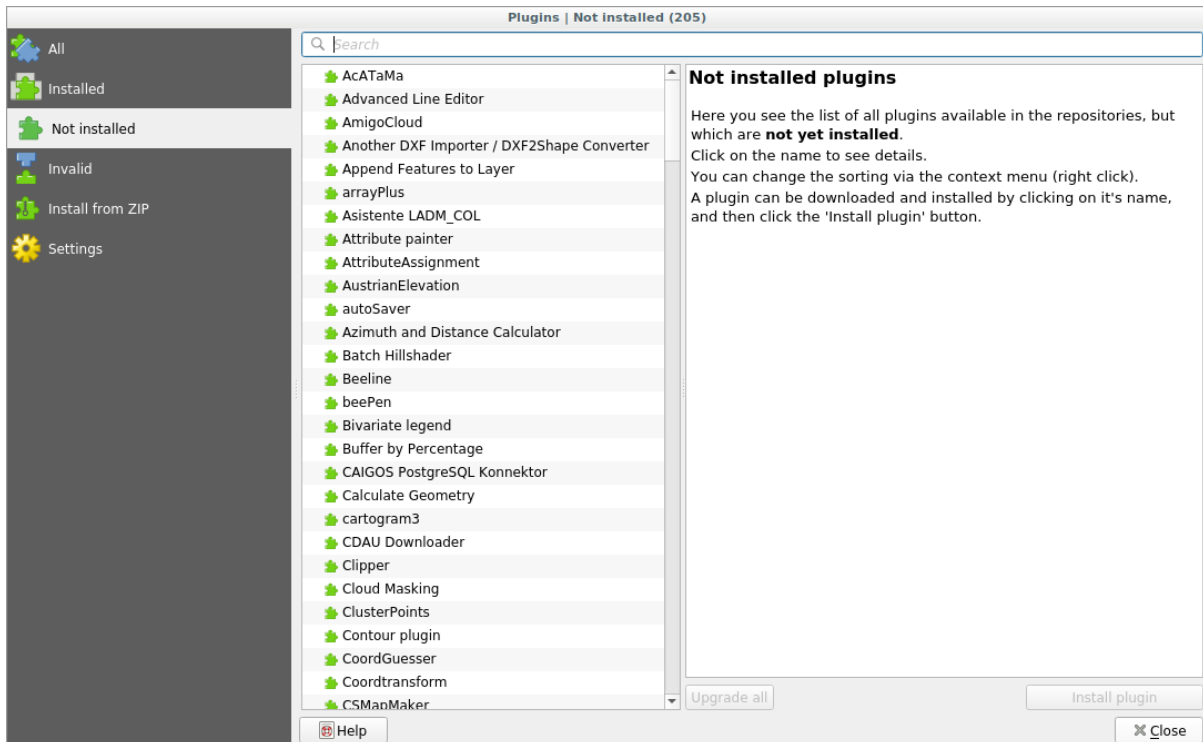 Plugins | Not installed (205)
All
Installed
Not installed
Invalid
Install from ZIP
Settings
Search
AcATaMa
Advanced Line Editor
AmigoCloud
Another DXF Importer / DXF2Shape Converter
Append Features to Layer
arrayPlus
Asistente LADM_COL
Attribute painter
AttributeAssignment
AustrianElevation
autoSaver
Azimuth and Distance Calculator
Batch Hillshader
Beeline
beePen
Bivariate legend
Buffer by Percentage
CAIGOS PostgreSQL Konnektor
Calculate Geometry
cartogram3
CDAU Downloader
Clipper
Cloud Masking
ClusterPoints
Contour plugin
CoordGuesser
Coordtransform
CSMapMaker
Not installed plugins
Here you see the list of all plugins available in the repositories, but
which are not yet installed.
Click on the name to see details.
You can change the sorting via the context menu (right click).
A plugin can be downloaded and installed by clicking on it's name,
and then click the 'Install plugin' button.
Upgrade all
Install plugin
Help
Close